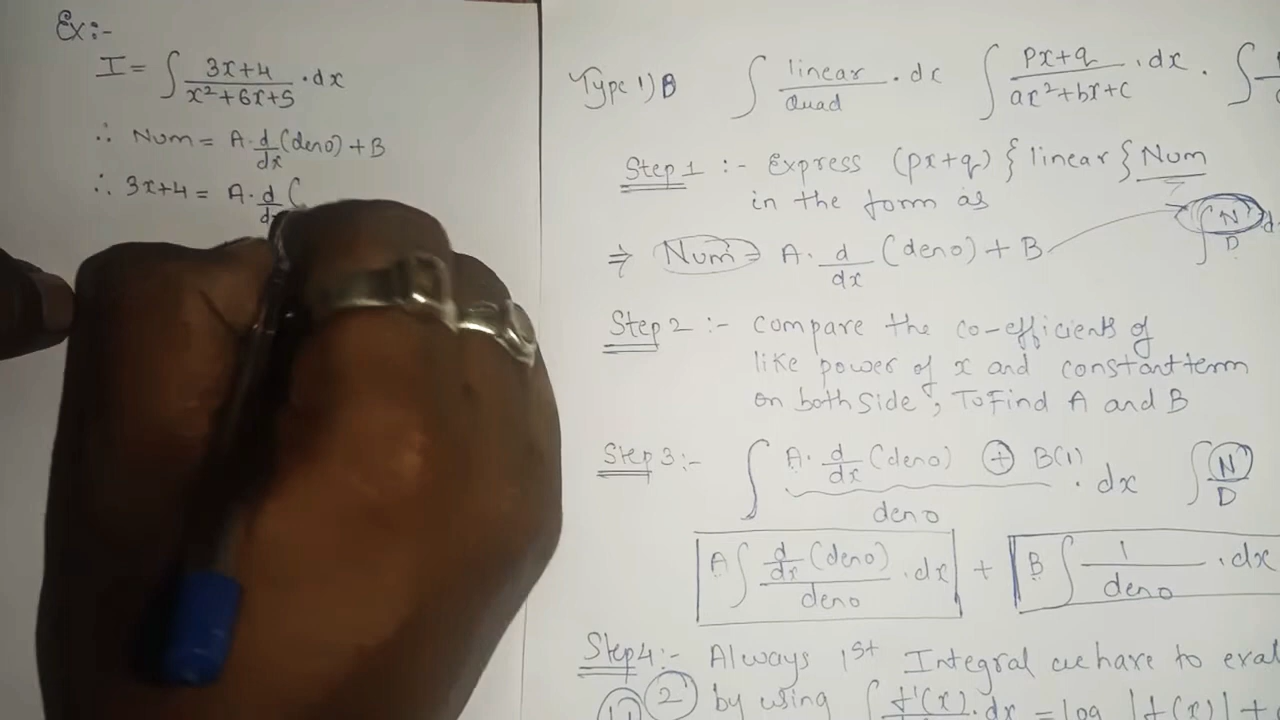 Ex:-
I = ∫ 3x+4 / x²+6x+5 · dx
∴ Num = A· d/dx (deno) + B
∴ 3x+4 = A· d/dx (
Type 1) B ∫ linear / Quad · dx ∫ px+q / ax²+bx+c · dx · ∫
Step 1 :- Express (px+q) { linear } Num
in the form as
⇒ Num = A· d/dx (deno) + B ∫ N / D
Step 2 :- compare the co-efficients of
like power of x and constant term
on both side, To Find A and B
Step 3 :- ∫ A· d/dx (deno) + B(1) / deno · dx ∫ N / D
A ∫ d/dx (deno) / deno · dx + B ∫ 1 / deno · dx
Step 4:- Always 1st Integral we have to
2 by using ∫ f'(x) · dx = log |f(x)| +